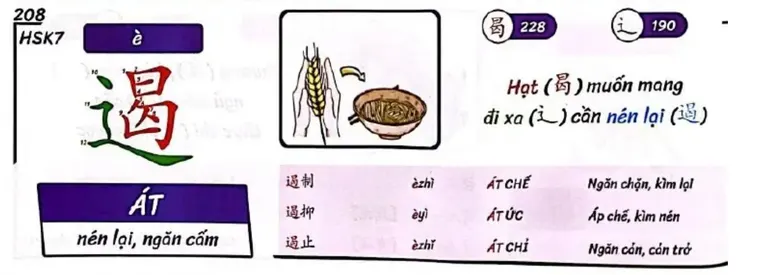 208
HSK7
è
遏
ÁT
nén lại, ngăn cấm
曷 228
辶 190
Hạt (曷) muốn mang
đi xa (辶) cần nén lại (遏)
遏制 èzhì ÁT CHẾ Ngăn chặn, kìm lại
遏抑 èyì ÁT ỨC Áp chế, kìm nén
遏止 èzhǐ ÁT CHỈ Ngăn cản, cản trở